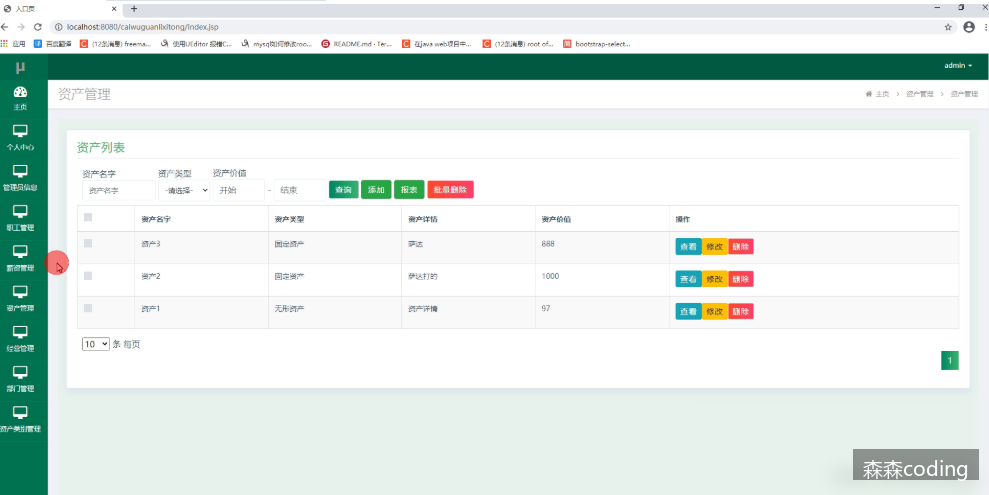 入口页
localhost:8080/caiwuguanlixitong/index.jsp
应用 百度翻译 (12条消息) freema... 使用UEditor 报错C... mysql如何修改roo... README.md · Ter... 在java web项目中... (12条消息) root of... bootstrap-select...
μ
admin
主页
个人中心
管理员信息
职工管理
薪资管理
资产管理
经营管理
部门管理
资产类别管理
资产管理
主页 > 资产管理 > 资产管理
资产列表
资产名字 资产类型 资产价值
资产名字 -请选择- 开始 - 结束 查询 添加 报表 批量删除
资产名字 资产类型 资产详情 资产价值 操作
资产3 固定资产 萨达 888 查看 修改 删除
资产2 固定资产 萨达打的 1000 查看 修改 删除
资产1 无形资产 资产详情 97 查看 修改 删除
10 条 每页
1
森森coding